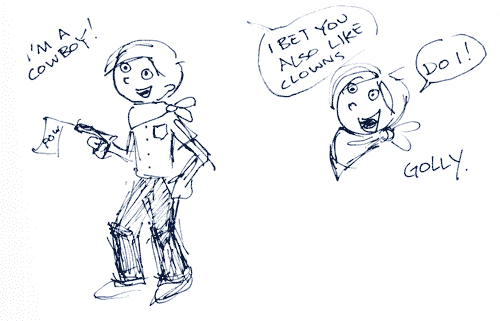 I'M A
COWBOY!
POW
I BET YOU
ALSO LIKE
CLOWNS
DO I!
GOLLY.